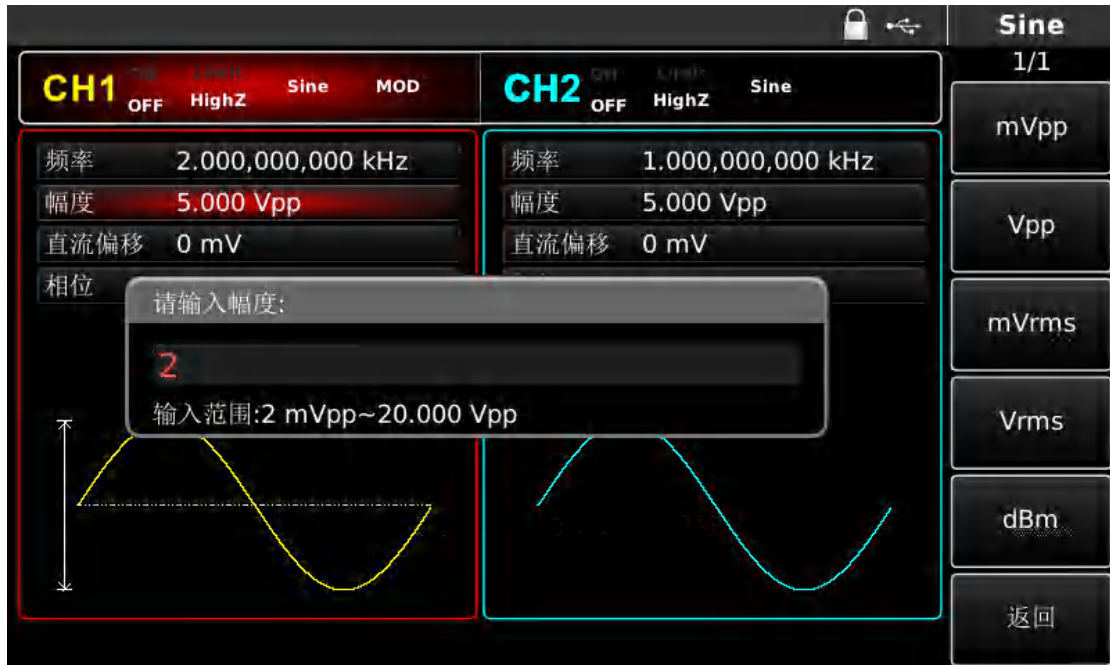 Sine
1/1
CH1 OFF HighZ Sine MOD
CH2 OFF HighZ Sine
频率 2.000,000,000 kHz
幅度 5.000 Vpp
直流偏移 0 mV
相位
频率 1.000,000,000 kHz
幅度 5.000 Vpp
直流偏移 0 mV
请输入幅度:
2
输入范围:2 mVpp~20.000 Vpp
mVpp
Vpp
mVrms
Vrms
dBm
返回